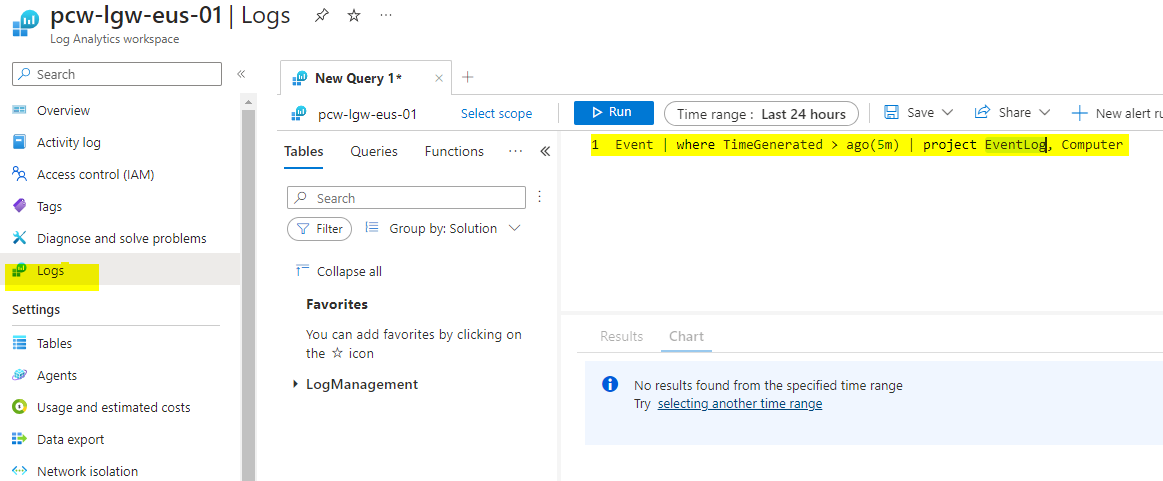 pcw-lgw-eus-01 | Logs
Log Analytics workspace
Search
Overview
Activity log
Access control (IAM)
Tags
Diagnose and solve problems
Logs
Settings
Tables
Agents
Usage and estimated costs
Data export
Network isolation
New Query 1*
pcw-lgw-eus-01 Select scope Run Time range : Last 24 hours Save Share New alert ru
Tables Queries Functions
Search
Filter Group by: Solution
Collapse all
Favorites
You can add favorites by clicking on
the ☆ icon
LogManagement
1 Event | where TimeGenerated > ago(5m) | project EventLog, Computer
Results Chart
No results found from the specified time range
Try selecting another time range